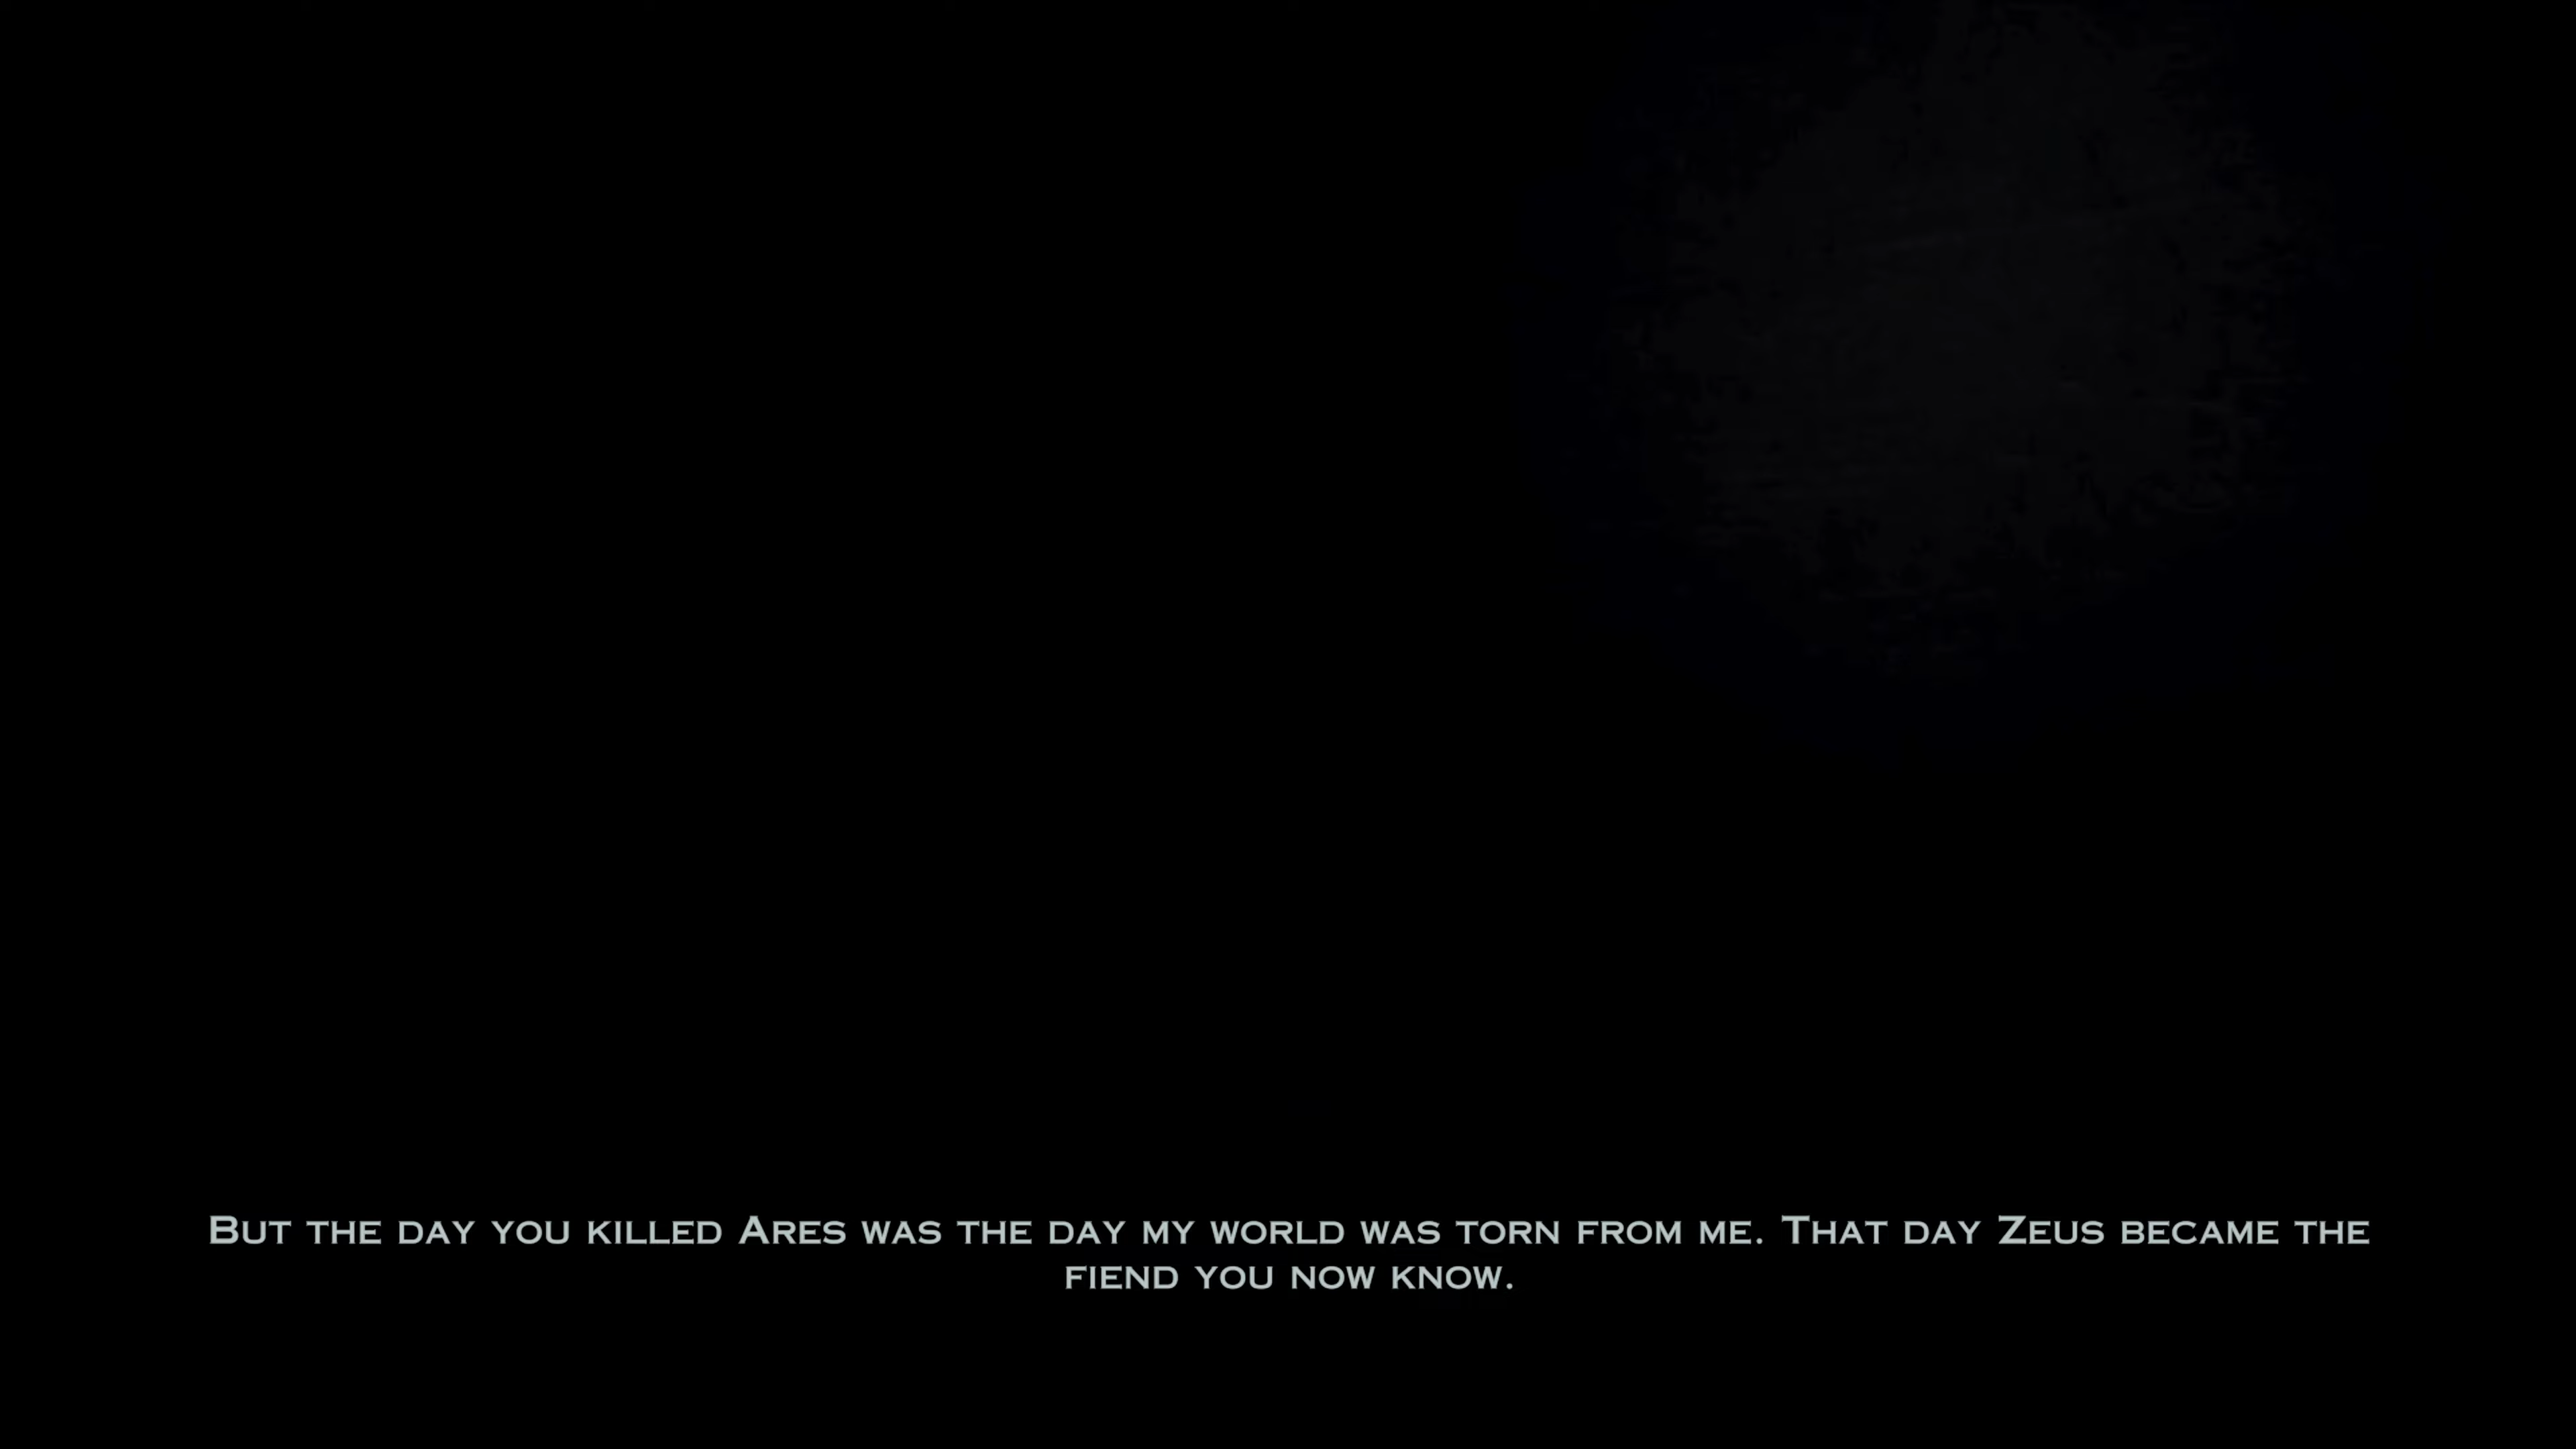 But the day you killed Ares was the day my world was torn from me. That day Zeus became the
fiend you now know.